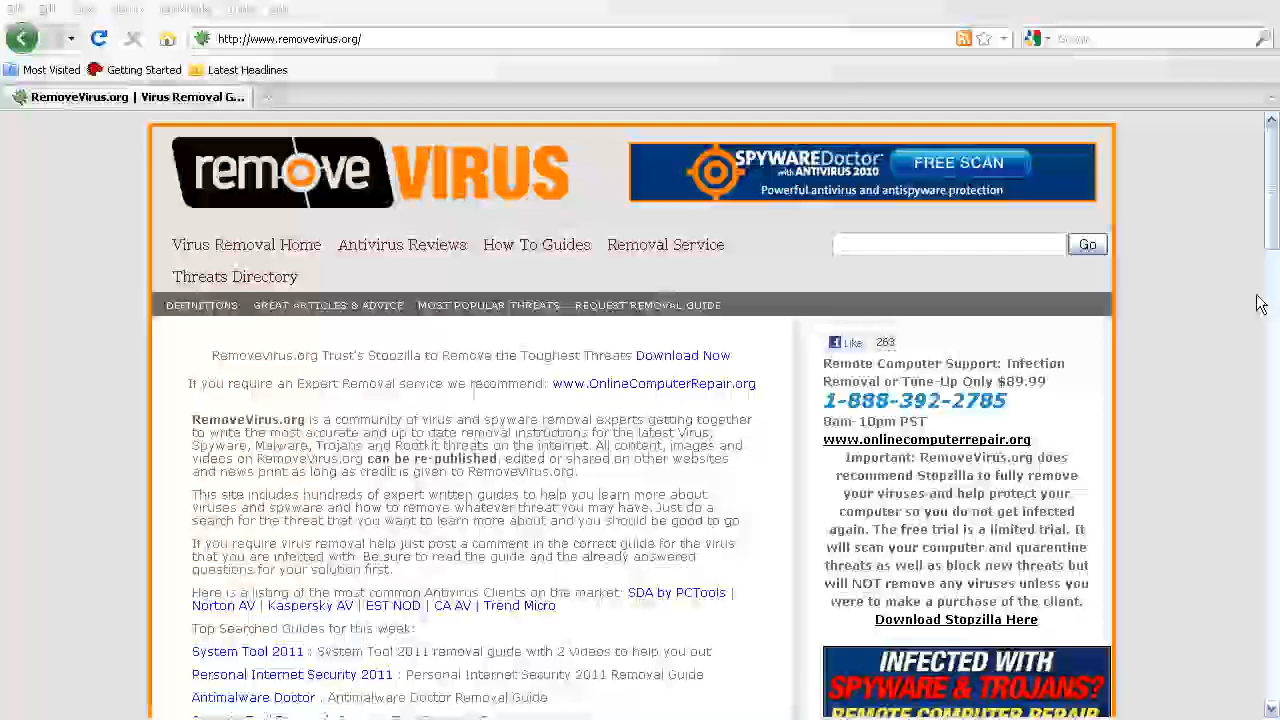 http://www.removevirus.org/
Google
Most Visited Getting Started Latest Headlines
RemoveVirus.org | Virus Removal G...
remove VIRUS
SPYWARE DOCTOR with ANTIVIRUS 2010 FREE SCAN
Powerful antivirus and antispyware protection
Virus Removal Home Antivirus Reviews How To Guides Removal Service
Go
Threats Directory
DEFINITIONS GREAT ARTICLES & ADVICE MOST POPULAR THREATS REQUEST REMOVAL GUIDE
Removevirus.org Trust's Stopzilla to Remove the Toughest Threats Download Now
If you require an Expert Removal service we recommend: www.OnlineComputerRepair.org
RemoveVirus.org is a community of virus and spyware removal experts getting together
to write the most accurate and up to date removal instructions for the latest Virus,
Spyware, Malware, Trojans and Rootkit threats on the internet. All content, images and
videos on RemoveVirus.org can be re-published, edited or shared on other websites
and news print as long as credit is given to RemoveVirus.org.
This site includes hundreds of expert written guides to help you learn more about
viruses and spyware and how to remove whatever threat you may have. Just do a
search for the threat that you want to learn more about and you should be good to go
If you require virus removal help just post a comment in the correct guide for the virus
that you are infected with. Be sure to read the guide and the already answered
questions for your solution first.
Here is a listing of the most common Antivirus Clients on the market: SDA by PCTools |
Norton AV | Kaspersky AV | EST NOD | CA AV | Trend Micro
Top Searched Guides for this week:
System Tool 2011 : System Tool 2011 removal guide with 2 videos to help you out
Personal Internet Security 2011 : Personal Internet Security 2011 Removal Guide
Antimalware Doctor : Antimalware Doctor Removal Guide
Like 263
Remote Computer Support: Infection
Removal or Tune-Up Only $89.99
1-888-392-2785
8am-10pm PST
www.onlinecomputerrepair.org
Important: RemoveVirus.org does
recommend Stopzilla to fully remove
your viruses and help protect your
computer so you do not get infected
again. The free trial is a limited trial. It
will scan your computer and quarentine
threats as well as block new threats but
will NOT remove any viruses unless you
were to make a purchase of the client.
Download Stopzilla Here
INFECTED WITH
SPYWARE & TROJANS?
REMOTE COMPUTER REPAIR